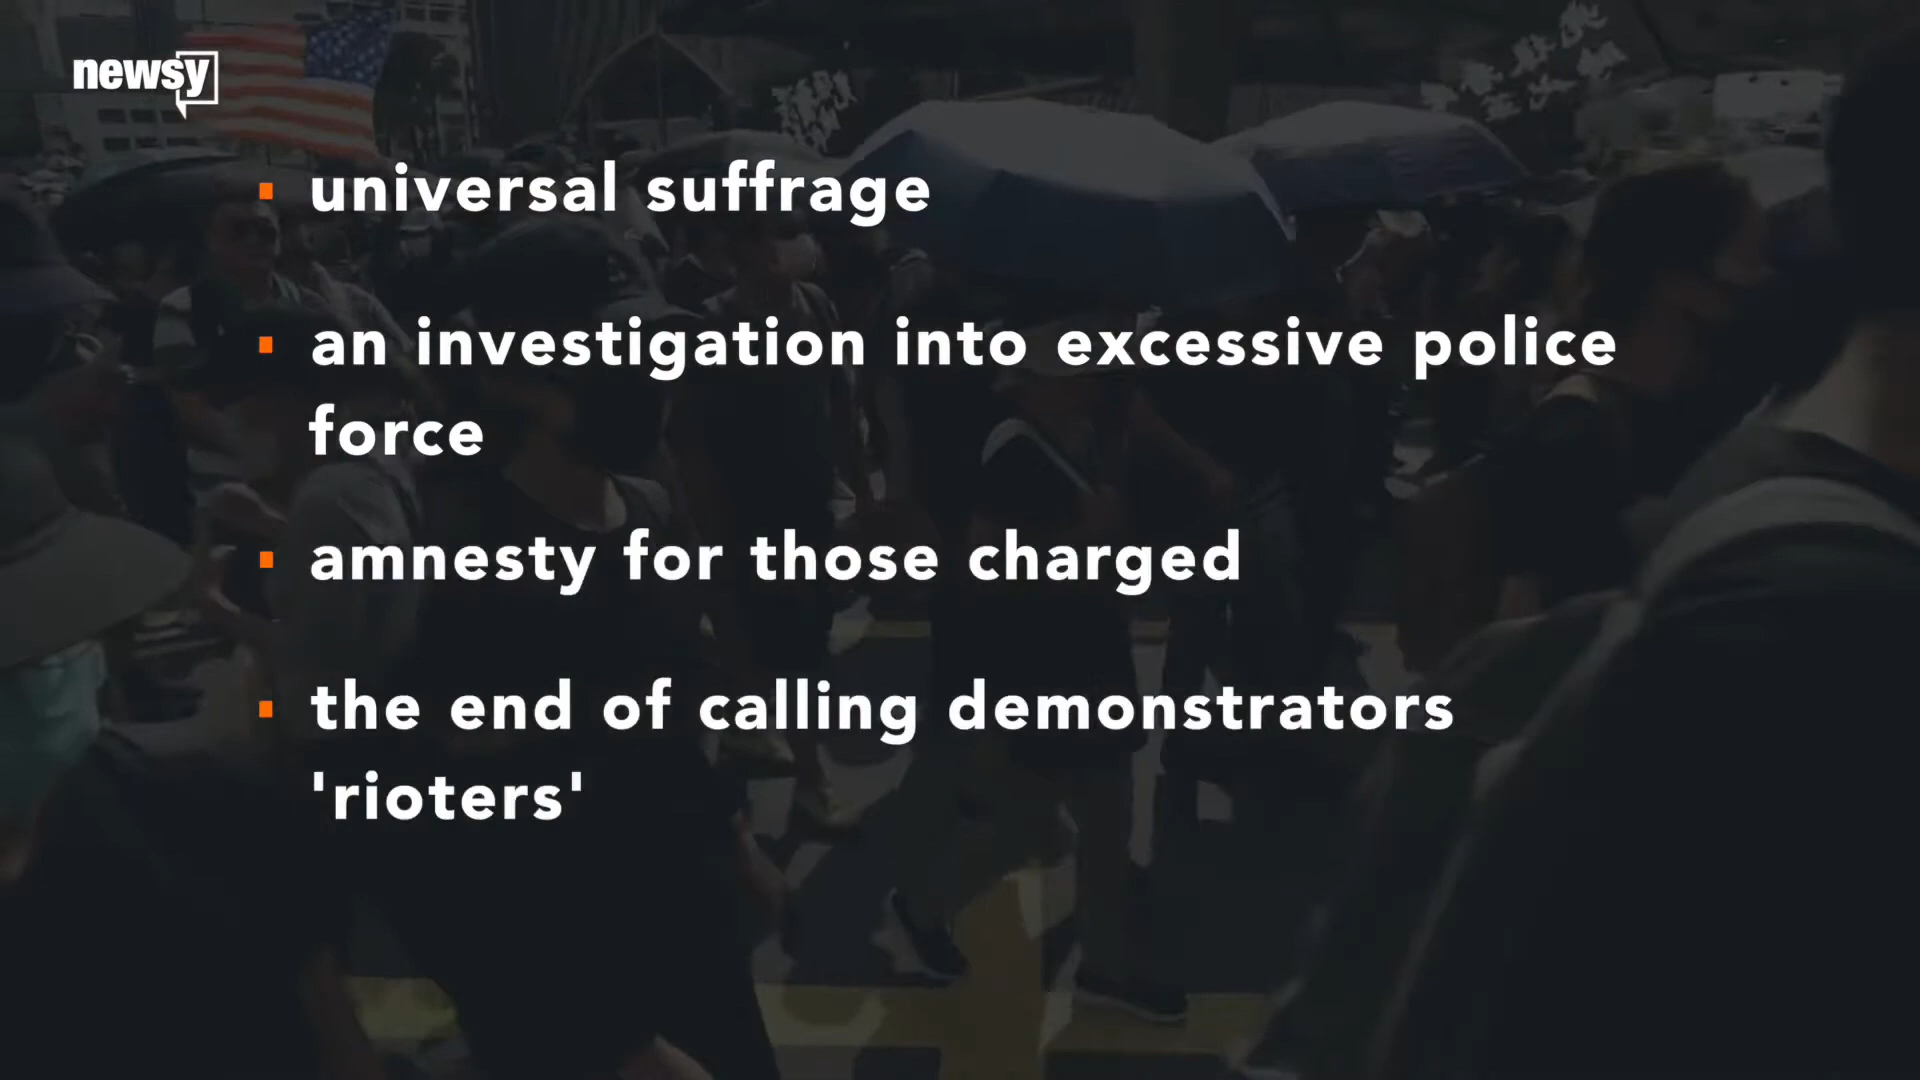 newsy
universal suffrage
an investigation into excessive police
force
amnesty for those charged
the end of calling demonstrators
'rioters'